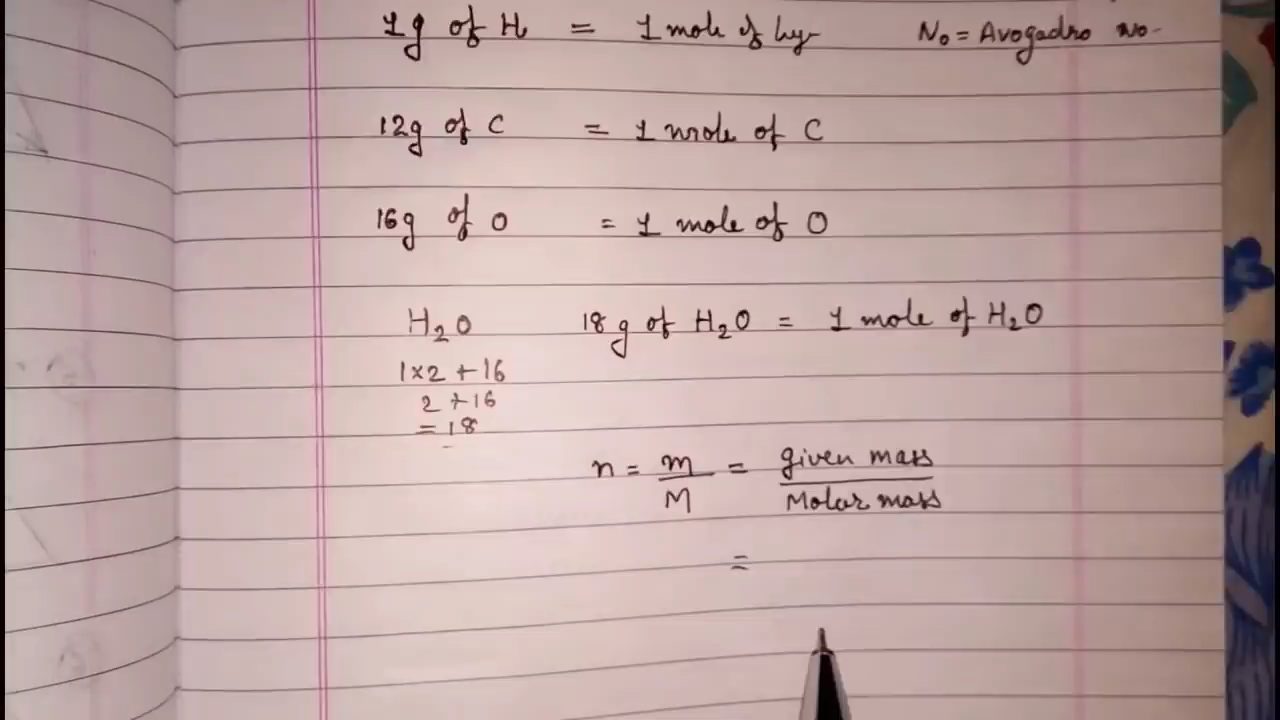 1g of H = 1 mole of hy N₀ = Avogadro No.
12g of C = 1 mole of C
16g of O = 1 mole of O
H₂O 18 g of H₂O = 1 mole of H₂O
1×2 + 16
2 + 16
= 18
n = m/M = given mass/Molar mass
=